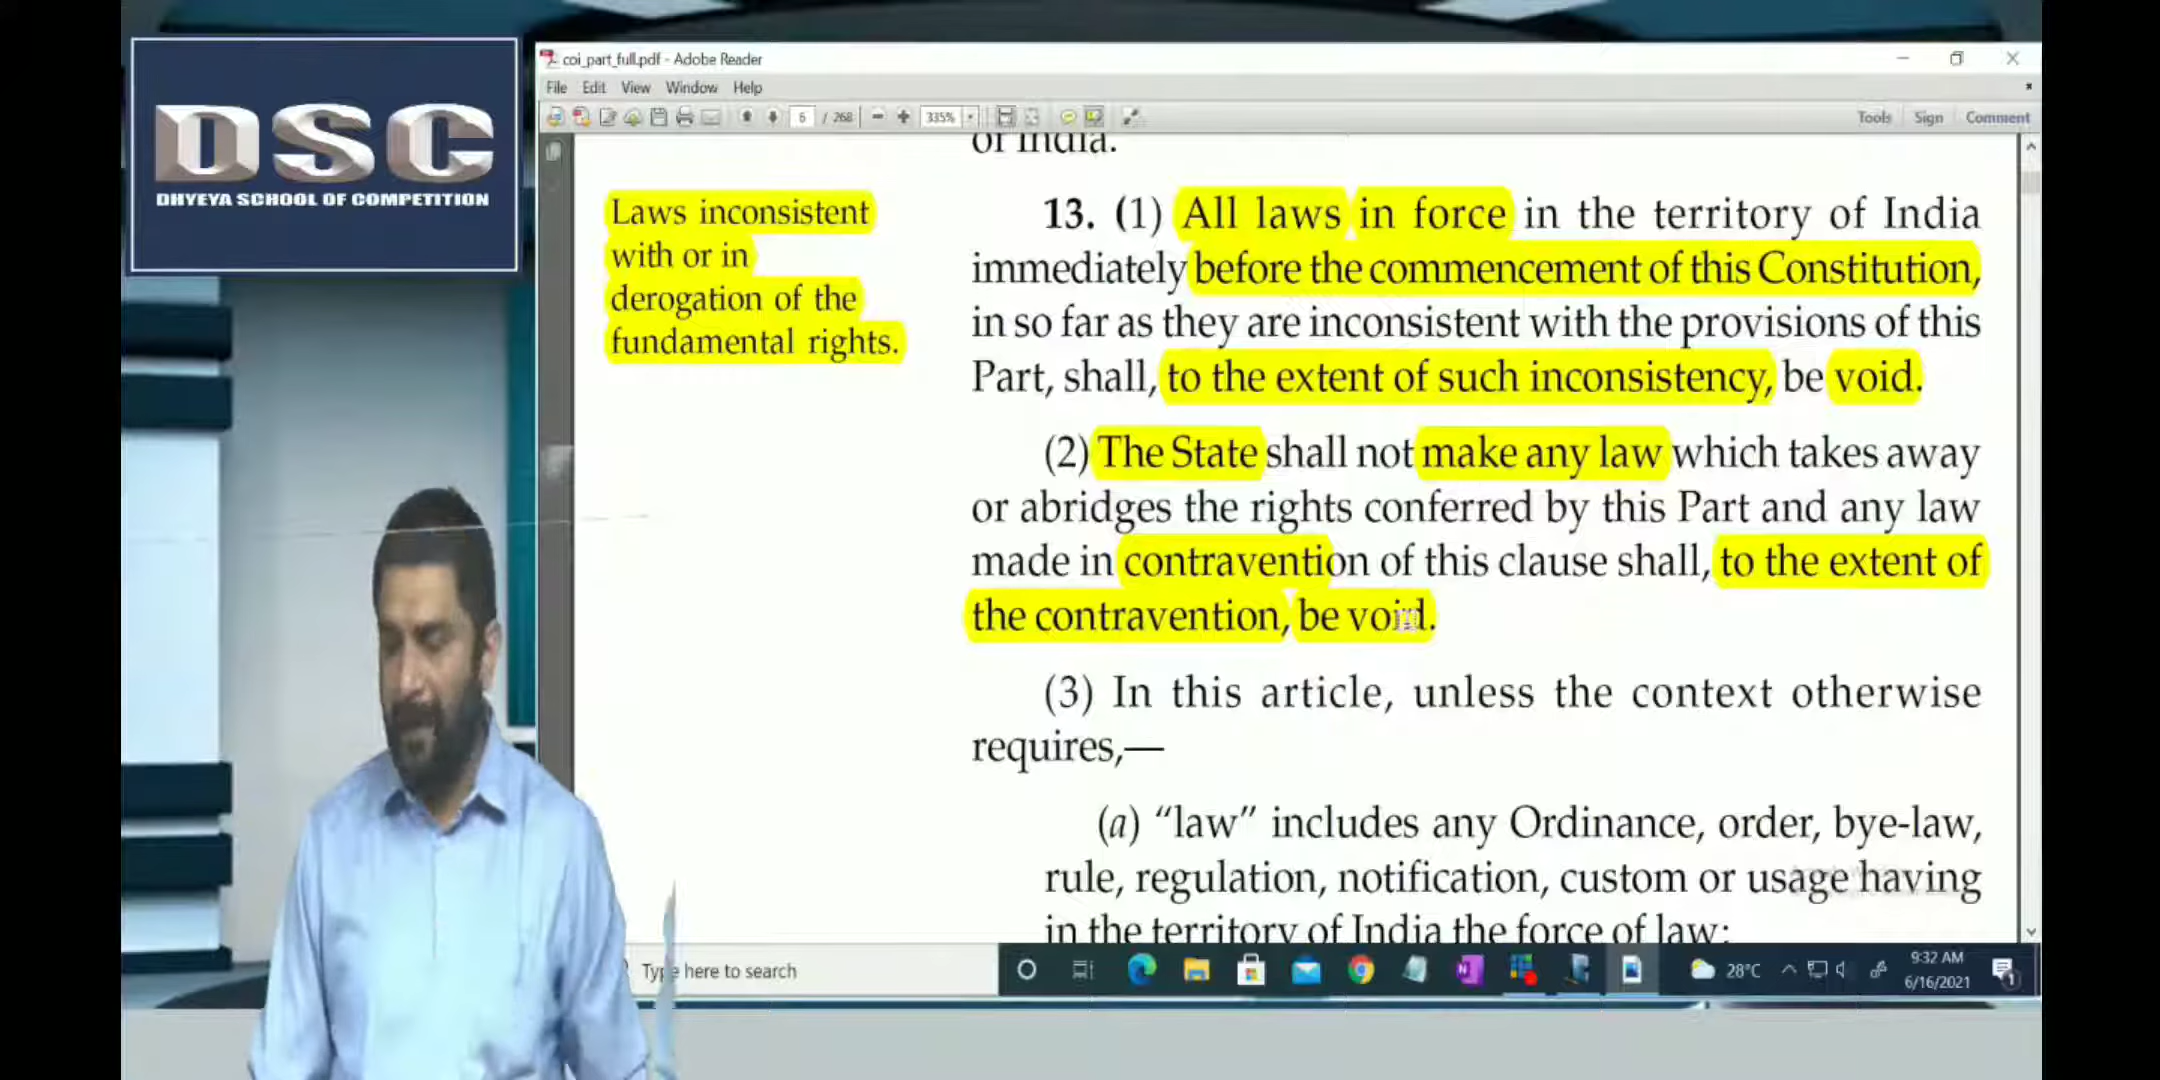 DSC
DHYEYA SCHOOL OF COMPETITION
coi_part_full.pdf - Adobe Reader
File Edit View Window Help
6 / 268 335%
Tools Sign Comment
of India.
Laws inconsistent
with or in
derogation of the
fundamental rights.
13. (1) All laws in force in the territory of India
immediately before the commencement of this Constitution,
in so far as they are inconsistent with the provisions of this
Part, shall, to the extent of such inconsistency, be void.
(2) The State shall not make any law which takes away
or abridges the rights conferred by this Part and any law
made in contravention of this clause shall, to the extent of
the contravention, be void.
(3) In this article, unless the context otherwise
requires,—
(a) “law” includes any Ordinance, order, bye-law,
rule, regulation, notification, custom or usage having
in the territory of India the force of law;
Type here to search
28°C
9:32 AM
6/16/2021
1